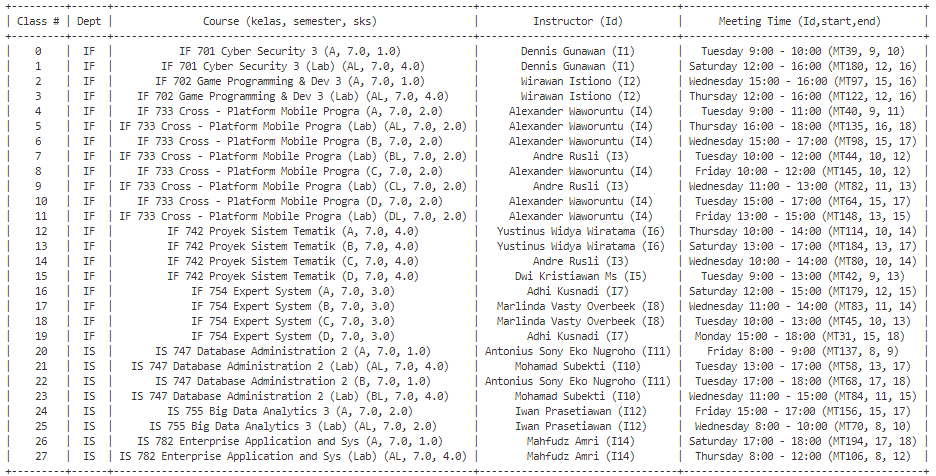 Class # | Dept | Course (kelas, semester, sks) | Instructor (Id) | Meeting Time (Id,start,end)
0 | IF | IF 701 Cyber Security 3 (A, 7.0, 1.0) | Dennis Gunawan (I1) | Tuesday 9:00 - 10:00 (MT39, 9, 10)
1 | IF | IF 701 Cyber Security 3 (Lab) (AL, 7.0, 4.0) | Dennis Gunawan (I1) | Saturday 12:00 - 16:00 (MT180, 12, 16)
2 | IF | IF 702 Game Programming & Dev 3 (A, 7.0, 1.0) | Wirawan Istiono (I2) | Wednesday 15:00 - 16:00 (MT97, 15, 16)
3 | IF | IF 702 Game Programming & Dev 3 (Lab) (AL, 7.0, 4.0) | Wirawan Istiono (I2) | Thursday 12:00 - 16:00 (MT122, 12, 16)
4 | IF | IF 733 Cross - Platform Mobile Progra (A, 7.0, 2.0) | Alexander Waworuntu (I4) | Tuesday 9:00 - 11:00 (MT40, 9, 11)
5 | IF | IF 733 Cross - Platform Mobile Progra (Lab) (AL, 7.0, 2.0) | Alexander Waworuntu (I4) | Thursday 16:00 - 18:00 (MT135, 16, 18)
6 | IF | IF 733 Cross - Platform Mobile Progra (B, 7.0, 2.0) | Alexander Waworuntu (I4) | Wednesday 15:00 - 17:00 (MT98, 15, 17)
7 | IF | IF 733 Cross - Platform Mobile Progra (Lab) (BL, 7.0, 2.0) | Andre Rusli (I3) | Tuesday 10:00 - 12:00 (MT44, 10, 12)
8 | IF | IF 733 Cross - Platform Mobile Progra (C, 7.0, 2.0) | Alexander Waworuntu (I4) | Friday 10:00 - 12:00 (MT145, 10, 12)
9 | IF | IF 733 Cross - Platform Mobile Progra (Lab) (CL, 7.0, 2.0) | Andre Rusli (I3) | Wednesday 11:00 - 13:00 (MT82, 11, 13)
10 | IF | IF 733 Cross - Platform Mobile Progra (D, 7.0, 2.0) | Alexander Waworuntu (I4) | Tuesday 15:00 - 17:00 (MT64, 15, 17)
11 | IF | IF 733 Cross - Platform Mobile Progra (Lab) (DL, 7.0, 2.0) | Alexander Waworuntu (I4) | Friday 13:00 - 15:00 (MT148, 13, 15)
12 | IF | IF 742 Proyek Sistem Tematik (A, 7.0, 4.0) | Yustinus Widya Wiratama (I6) | Thursday 10:00 - 14:00 (MT114, 10, 14)
13 | IF | IF 742 Proyek Sistem Tematik (B, 7.0, 4.0) | Yustinus Widya Wiratama (I6) | Saturday 13:00 - 17:00 (MT184, 13, 17)
14 | IF | IF 742 Proyek Sistem Tematik (C, 7.0, 4.0) | Andre Rusli (I3) | Wednesday 10:00 - 14:00 (MT80, 10, 14)
15 | IF | IF 742 Proyek Sistem Tematik (D, 7.0, 4.0) | Dwi Kristiawan Ms (I5) | Tuesday 9:00 - 13:00 (MT42, 9, 13)
16 | IF | IF 754 Expert System (A, 7.0, 3.0) | Adhi Kusnadi (I7) | Saturday 12:00 - 15:00 (MT179, 12, 15)
17 | IF | IF 754 Expert System (B, 7.0, 3.0) | Marlinda Vasty Overbeek (I8) | Wednesday 11:00 - 14:00 (MT83, 11, 14)
18 | IF | IF 754 Expert System (C, 7.0, 3.0) | Marlinda Vasty Overbeek (I8) | Tuesday 10:00 - 13:00 (MT45, 10, 13)
19 | IF | IF 754 Expert System (D, 7.0, 3.0) | Adhi Kusnadi (I7) | Monday 15:00 - 18:00 (MT31, 15, 18)
20 | IS | IS 747 Database Administration 2 (A, 7.0, 1.0) | Antonius Sony Eko Nugroho (I11) | Friday 8:00 - 9:00 (MT137, 8, 9)
21 | IS | IS 747 Database Administration 2 (Lab) (AL, 7.0, 4.0) | Mohamad Subekti (I10) | Tuesday 13:00 - 17:00 (MT58, 13, 17)
22 | IS | IS 747 Database Administration 2 (B, 7.0, 1.0) | Antonius Sony Eko Nugroho (I11) | Tuesday 17:00 - 18:00 (MT68, 17, 18)
23 | IS | IS 747 Database Administration 2 (Lab) (BL, 7.0, 4.0) | Mohamad Subekti (I10) | Wednesday 11:00 - 15:00 (MT84, 11, 15)
24 | IS | IS 755 Big Data Analytics 3 (A, 7.0, 2.0) | Iwan Prasetiawan (I12) | Friday 15:00 - 17:00 (MT156, 15, 17)
25 | IS | IS 755 Big Data Analytics 3 (Lab) (AL, 7.0, 2.0) | Iwan Prasetiawan (I12) | Wednesday 8:00 - 10:00 (MT70, 8, 10)
26 | IS | IS 782 Enterprise Application and Sys (A, 7.0, 1.0) | Mahfudz Amri (I14) | Saturday 17:00 - 18:00 (MT194, 17, 18)
27 | IS | IS 782 Enterprise Application and Sys (Lab) (AL, 7.0, 4.0) | Mahfudz Amri (I14) | Thursday 8:00 - 12:00 (MT106, 8, 12)